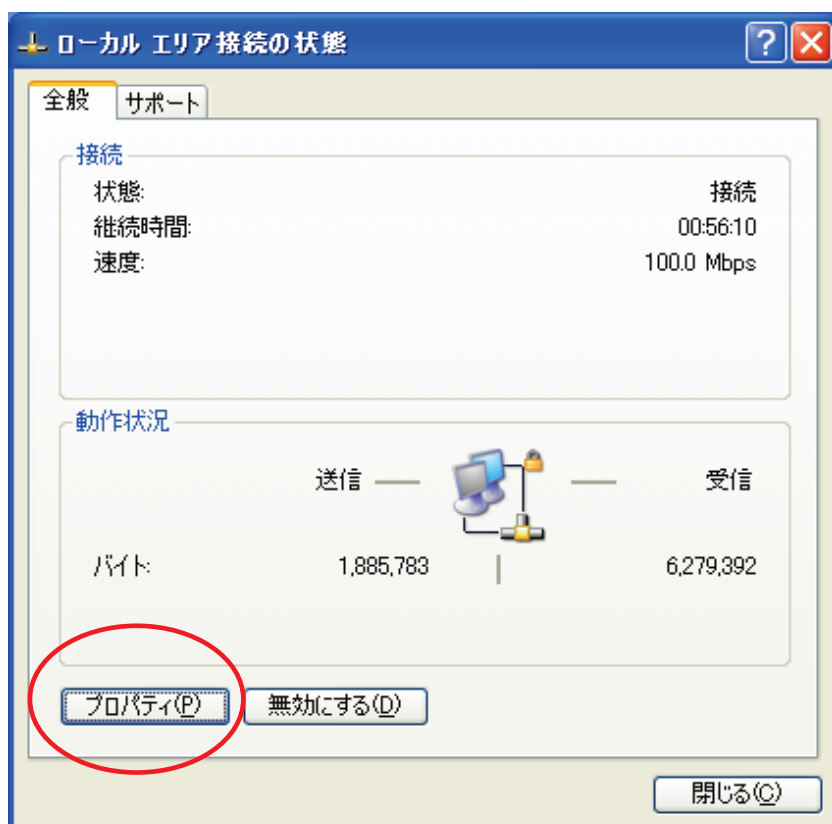 ローカル エリア接続の状態
全般 サポート
接続
状態: 接続
継続時間: 00:56:10
速度: 100.0 Mbps
動作状況
送信 受信
バイト: 1,885,783 6,279,392
プロパティ(P) 無効にする(D)
閉じる(C)